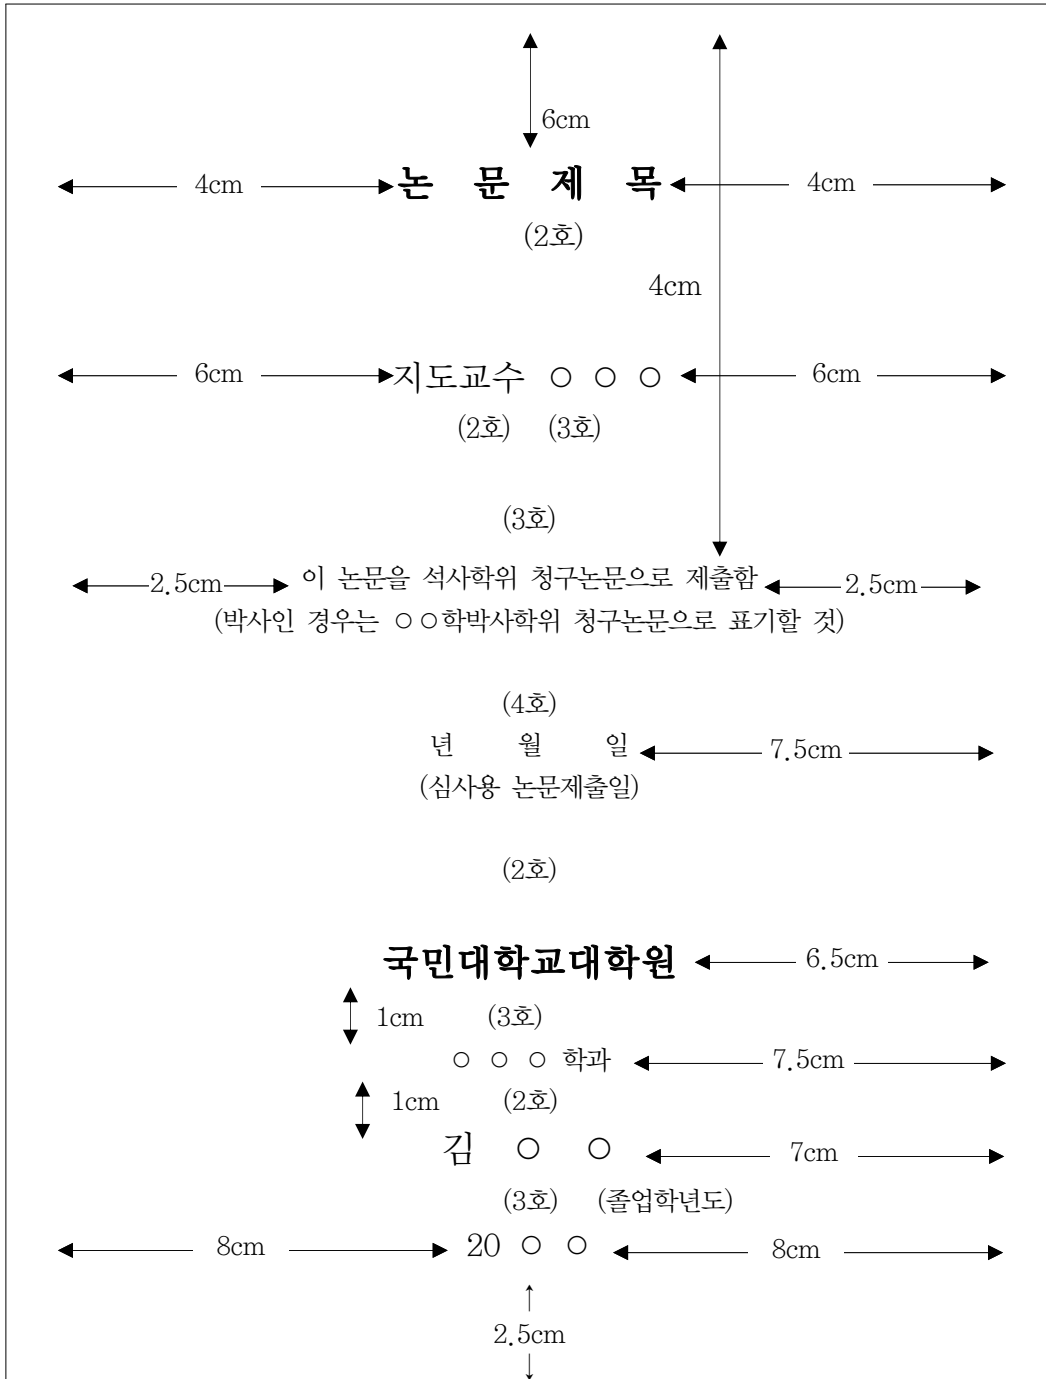 6cm
4cm 논 문 제 목 4cm
(2호)
4cm
6cm 지도교수 ○ ○ ○ 6cm
(2호) (3호)
(3호)
2.5cm 이 논문을 석사학위 청구논문으로 제출함 2.5cm
(박사인 경우는 ○○학박사학위 청구논문으로 표기할 것)
(4호)
년 월 일 7.5cm
(심사용 논문제출일)
(2호)
국민대학교대학원 6.5cm
1cm (3호)
○ ○ ○ 학과 7.5cm
1cm (2호)
김 ○ ○ 7cm
(3호) (졸업학년도)
8cm 20 ○ ○ 8cm
2.5cm